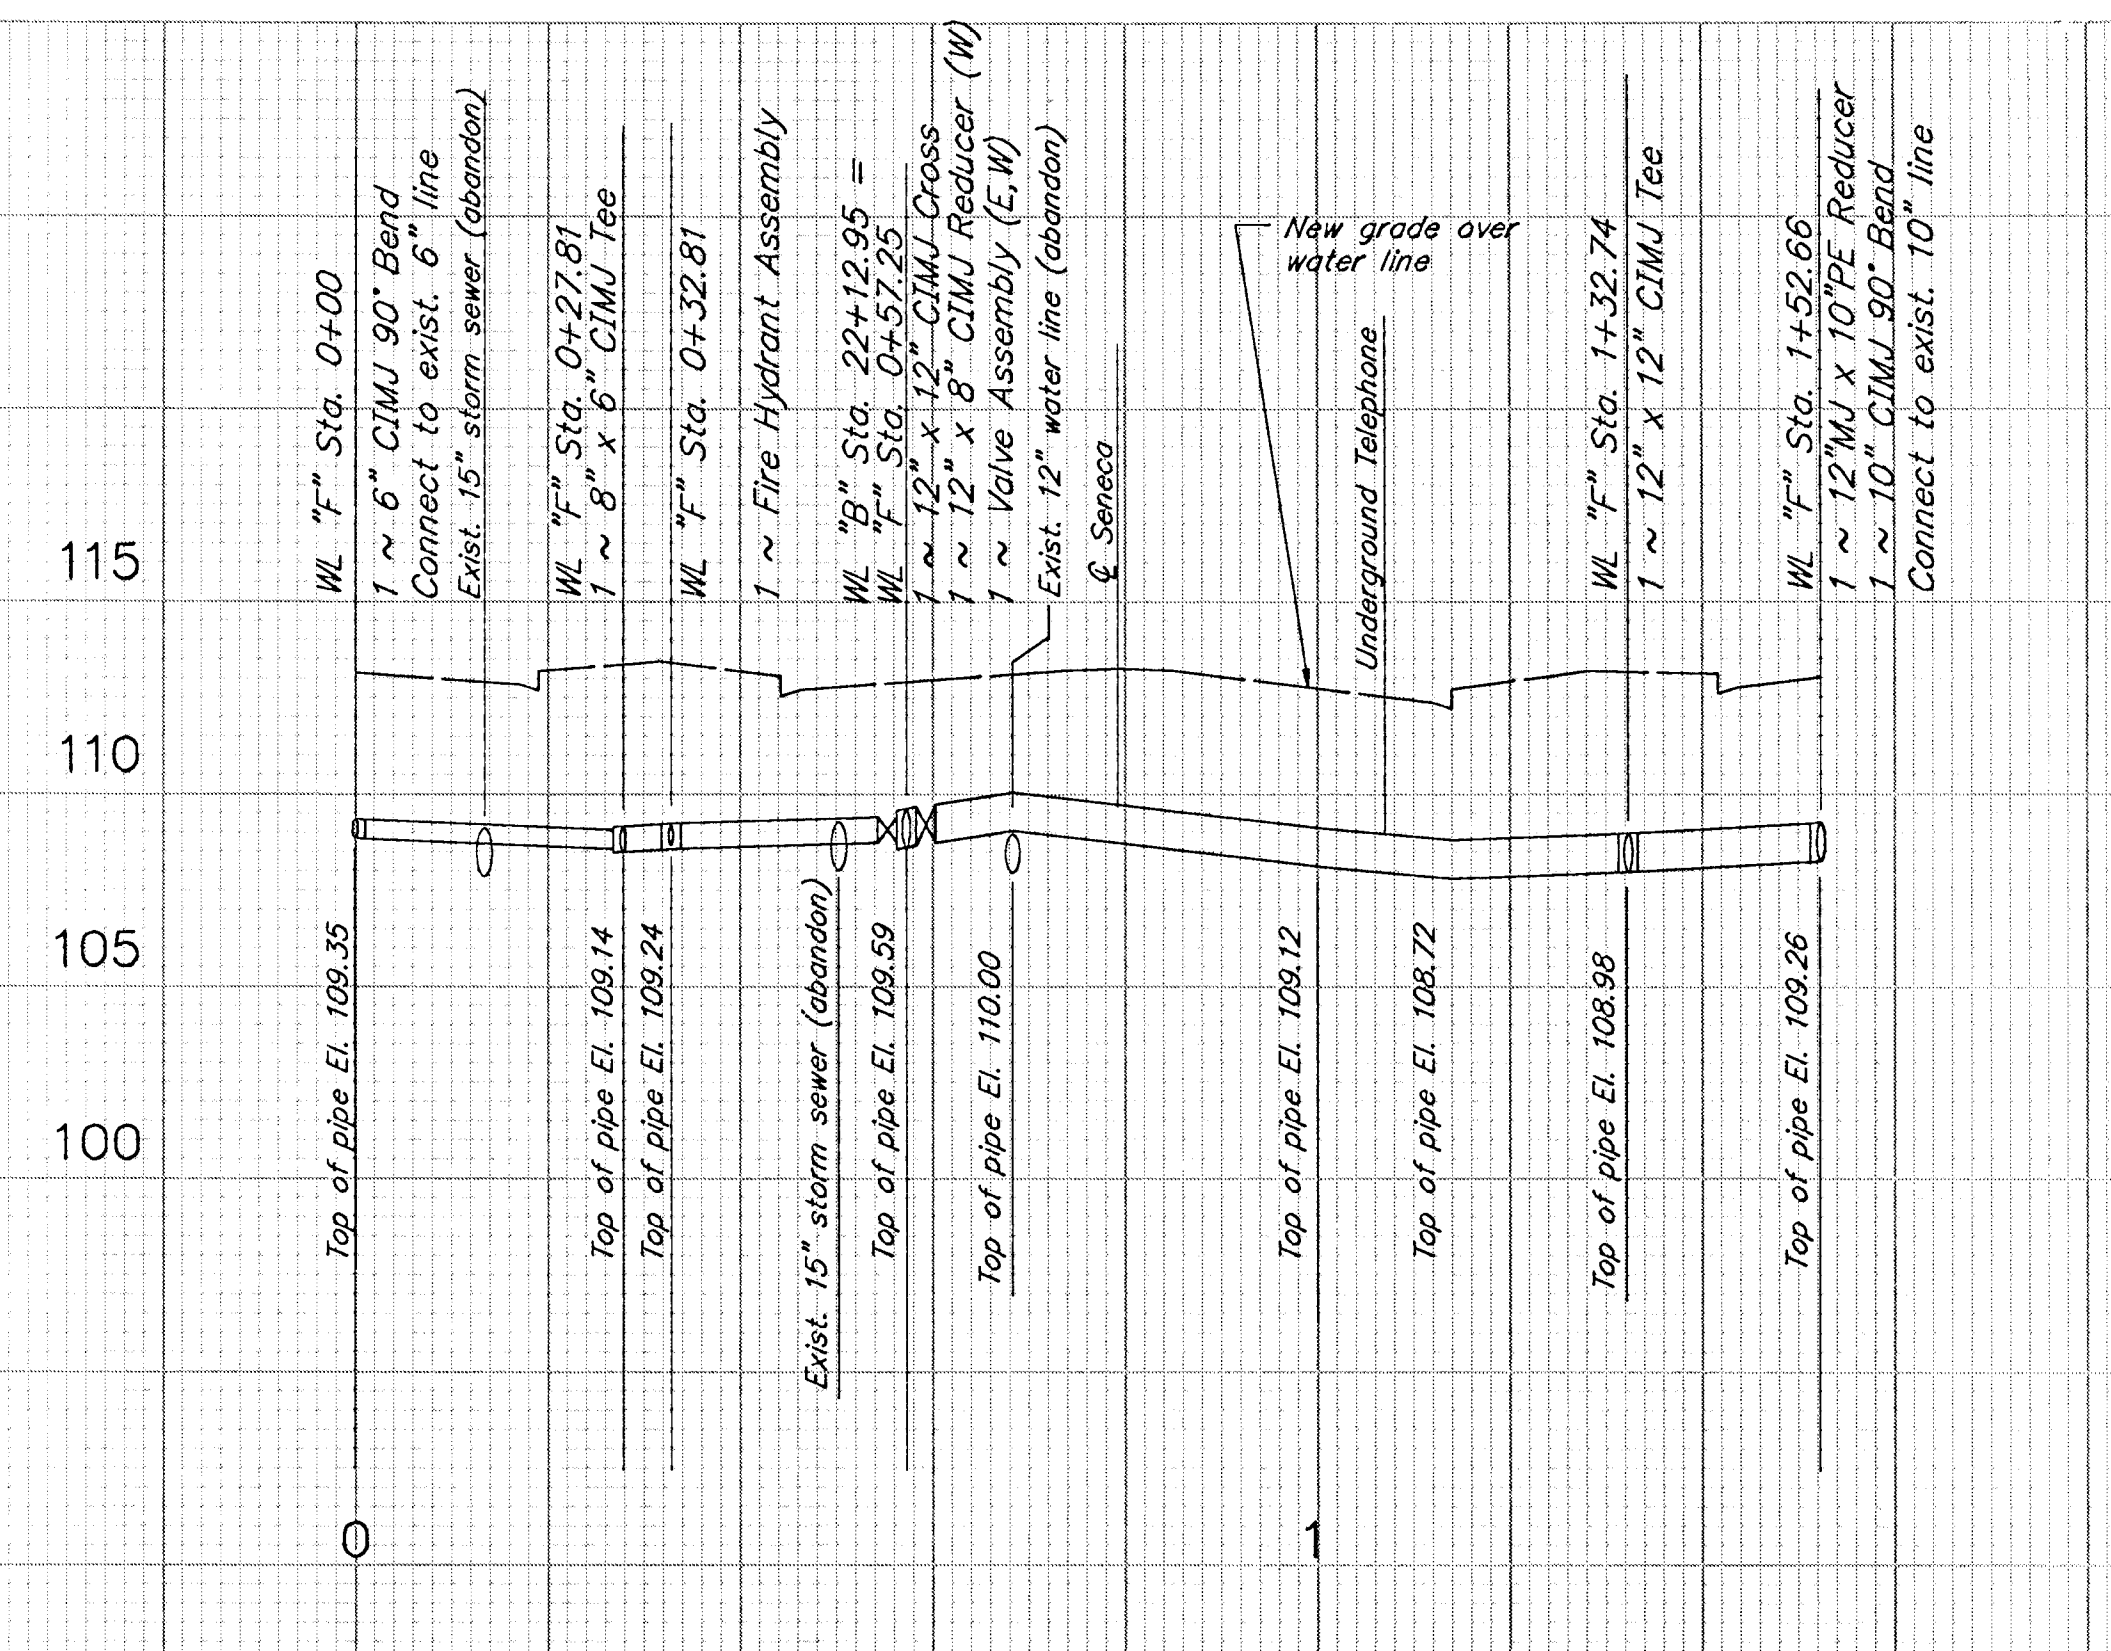 WL "F" Sta. 0+00
1 ~ 6" CIMJ 90° Bend
Connect to exist. 6" line
Exist. 15" storm sewer (abandon)
WL "F" Sta. 0+27.81
1 ~ 8" x 6" CIMJ Tee
WL "F" Sta. 0+32.81
1 ~ Fire Hydrant Assembly
WL "B" Sta. 22+12.95 =
WL "F" Sta. 0+57.25
1 ~ 12" x 12" CIMJ Cross
1 ~ 12" x 8" CIMJ Reducer (W)
1 ~ Valve Assembly (E,W)
Exist. 12" water line (abandon)
℄ Seneca
New grade over
water line
Underground Telephone
WL "F" Sta. 1+32.74
1 ~ 12" x 12" CIMJ Tee
WL "F" Sta. 1+52.66
1 ~ 12"MJ x 10"PE Reducer
1 ~ 10" CIMJ 90° Bend
Connect to exist. 10" line
115
110
105
100
Top of pipe El. 109.35
Top of pipe El. 109.14
Top of pipe El. 109.24
Exist. 15" storm sewer (abandon)
Top of pipe El. 109.59
Top of pipe El. 110.00
Top of pipe El. 109.12
Top of pipe El. 108.72
Top of pipe El. 108.98
Top of pipe El. 109.26
0
1